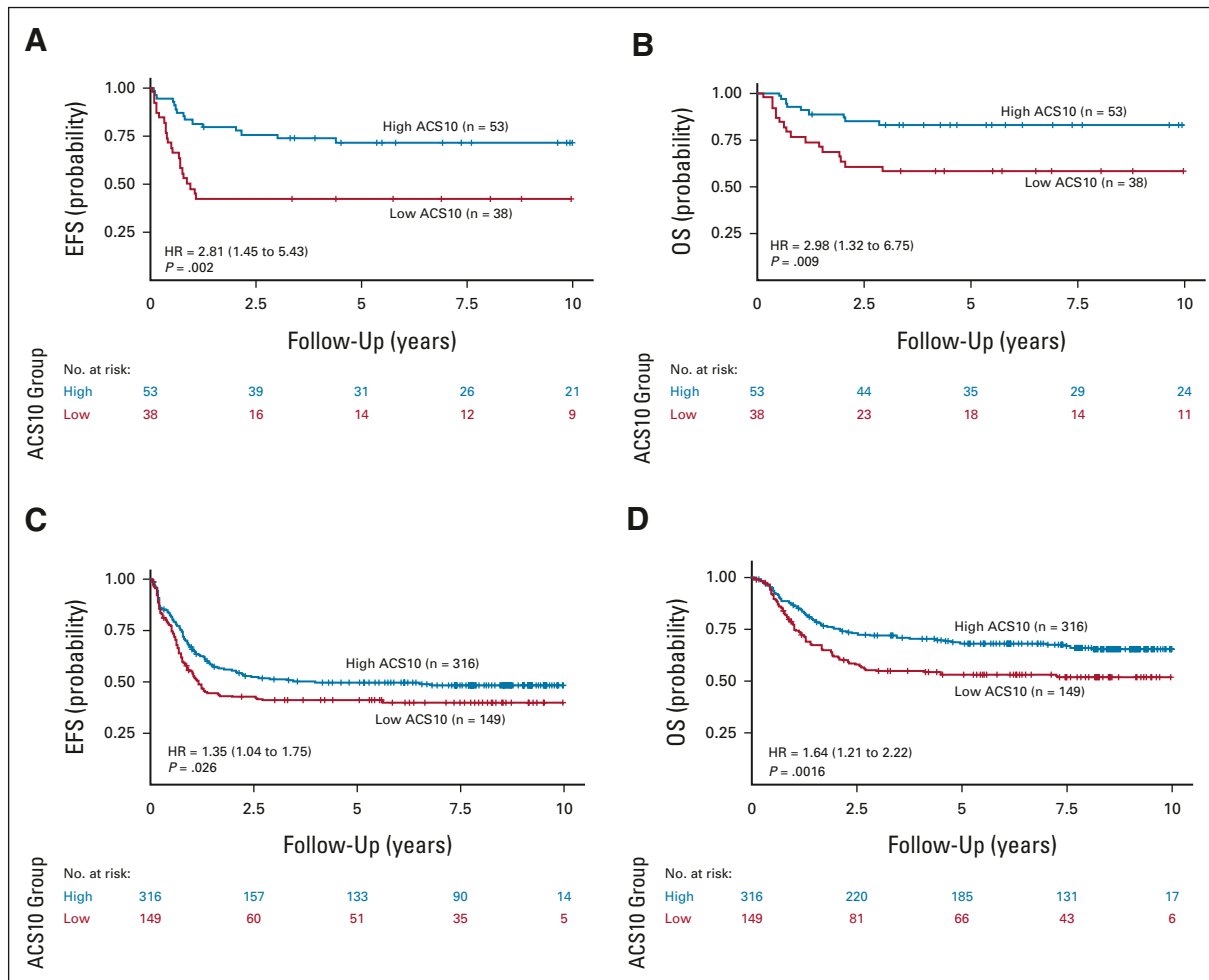 A
EFS (probability)
1.00
0.75
0.50
0.25
High ACS10 (n = 53)
Low ACS10 (n = 38)
HR = 2.81 (1.45 to 5.43)
P = .002
0 2.5 5 7.5 10
Follow-Up (years)
ACS10 Group
No. at risk:
High 53 39 31 26 21
Low 38 16 14 12 9
B
OS (probability)
1.00
0.75
0.50
0.25
High ACS10 (n = 53)
Low ACS10 (n = 38)
HR = 2.98 (1.32 to 6.75)
P = .009
0 2.5 5 7.5 10
Follow-Up (years)
ACS10 Group
No. at risk:
High 53 44 35 29 24
Low 38 23 18 14 11
C
EFS (probability)
1.00
0.75
0.50
0.25
High ACS10 (n = 316)
Low ACS10 (n = 149)
HR = 1.35 (1.04 to 1.75)
P = .026
0 2.5 5 7.5 10
Follow-Up (years)
ACS10 Group
No. at risk:
High 316 157 133 90 14
Low 149 60 51 35 5
D
OS (probability)
1.00
0.75
0.50
0.25
High ACS10 (n = 316)
Low ACS10 (n = 149)
HR = 1.64 (1.21 to 2.22)
P = .0016
0 2.5 5 7.5 10
Follow-Up (years)
ACS10 Group
No. at risk:
High 316 220 185 131 17
Low 149 81 66 43 6